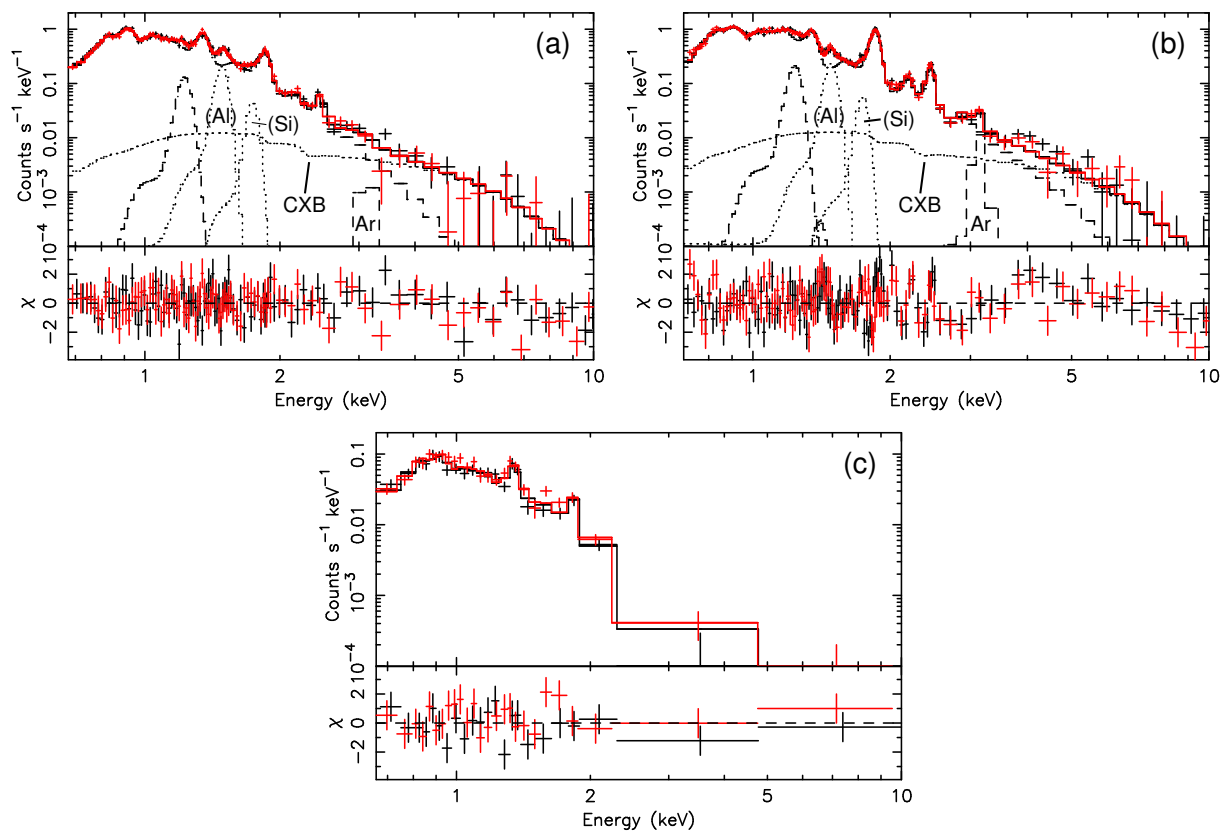 (a)
Counts s⁻¹ keV⁻¹
1
0.1
0.01
10⁻³
10⁻⁴
(Al)
(Si)
CXB
Ar
χ
2 10
0
-2
1 2 5 10
Energy (keV)
(b)
Counts s⁻¹ keV⁻¹
1
0.1
0.01
10⁻³
10⁻⁴
(Al)
(Si)
CXB
Ar
χ
2 10
0
-2
1 2 5 10
Energy (keV)
(c)
Counts s⁻¹ keV⁻¹
0.1
0.01
10⁻³
10⁻⁴
χ
2 10
0
-2
1 2 5 10
Energy (keV)